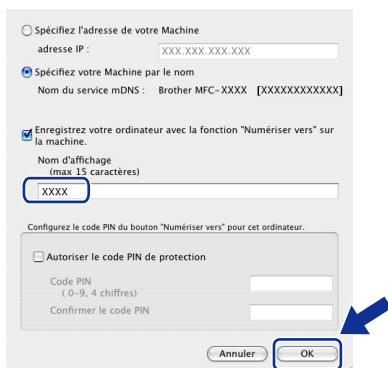 Spécifiez l'adresse de votre Machine
adresse IP : XXX.XXX.XXX.XXX
Spécifiez votre Machine par le nom
Nom du service mDNS : Brother MFC-XXXX [XXXXXXXXXXXX]
Enregistrez votre ordinateur avec la fonction "Numériser vers" sur
la machine.
Nom d'affichage
(max 15 caractères)
XXXX
Configurez le code PIN du bouton "Numériser vers" pour cet ordinateur.
Autoriser le code PIN de protection
Code PIN
( 0-9, 4 chiffres)
Confirmer le code PIN
Annuler OK